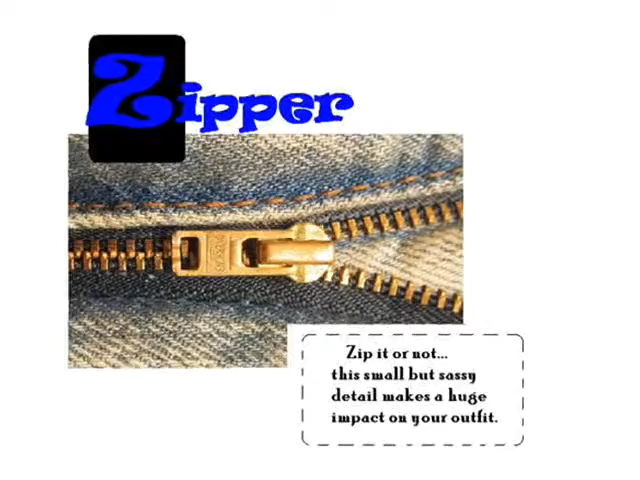 Zipper
Zip it or not...
this small but sassy
detail makes a huge
impact on your outfit.